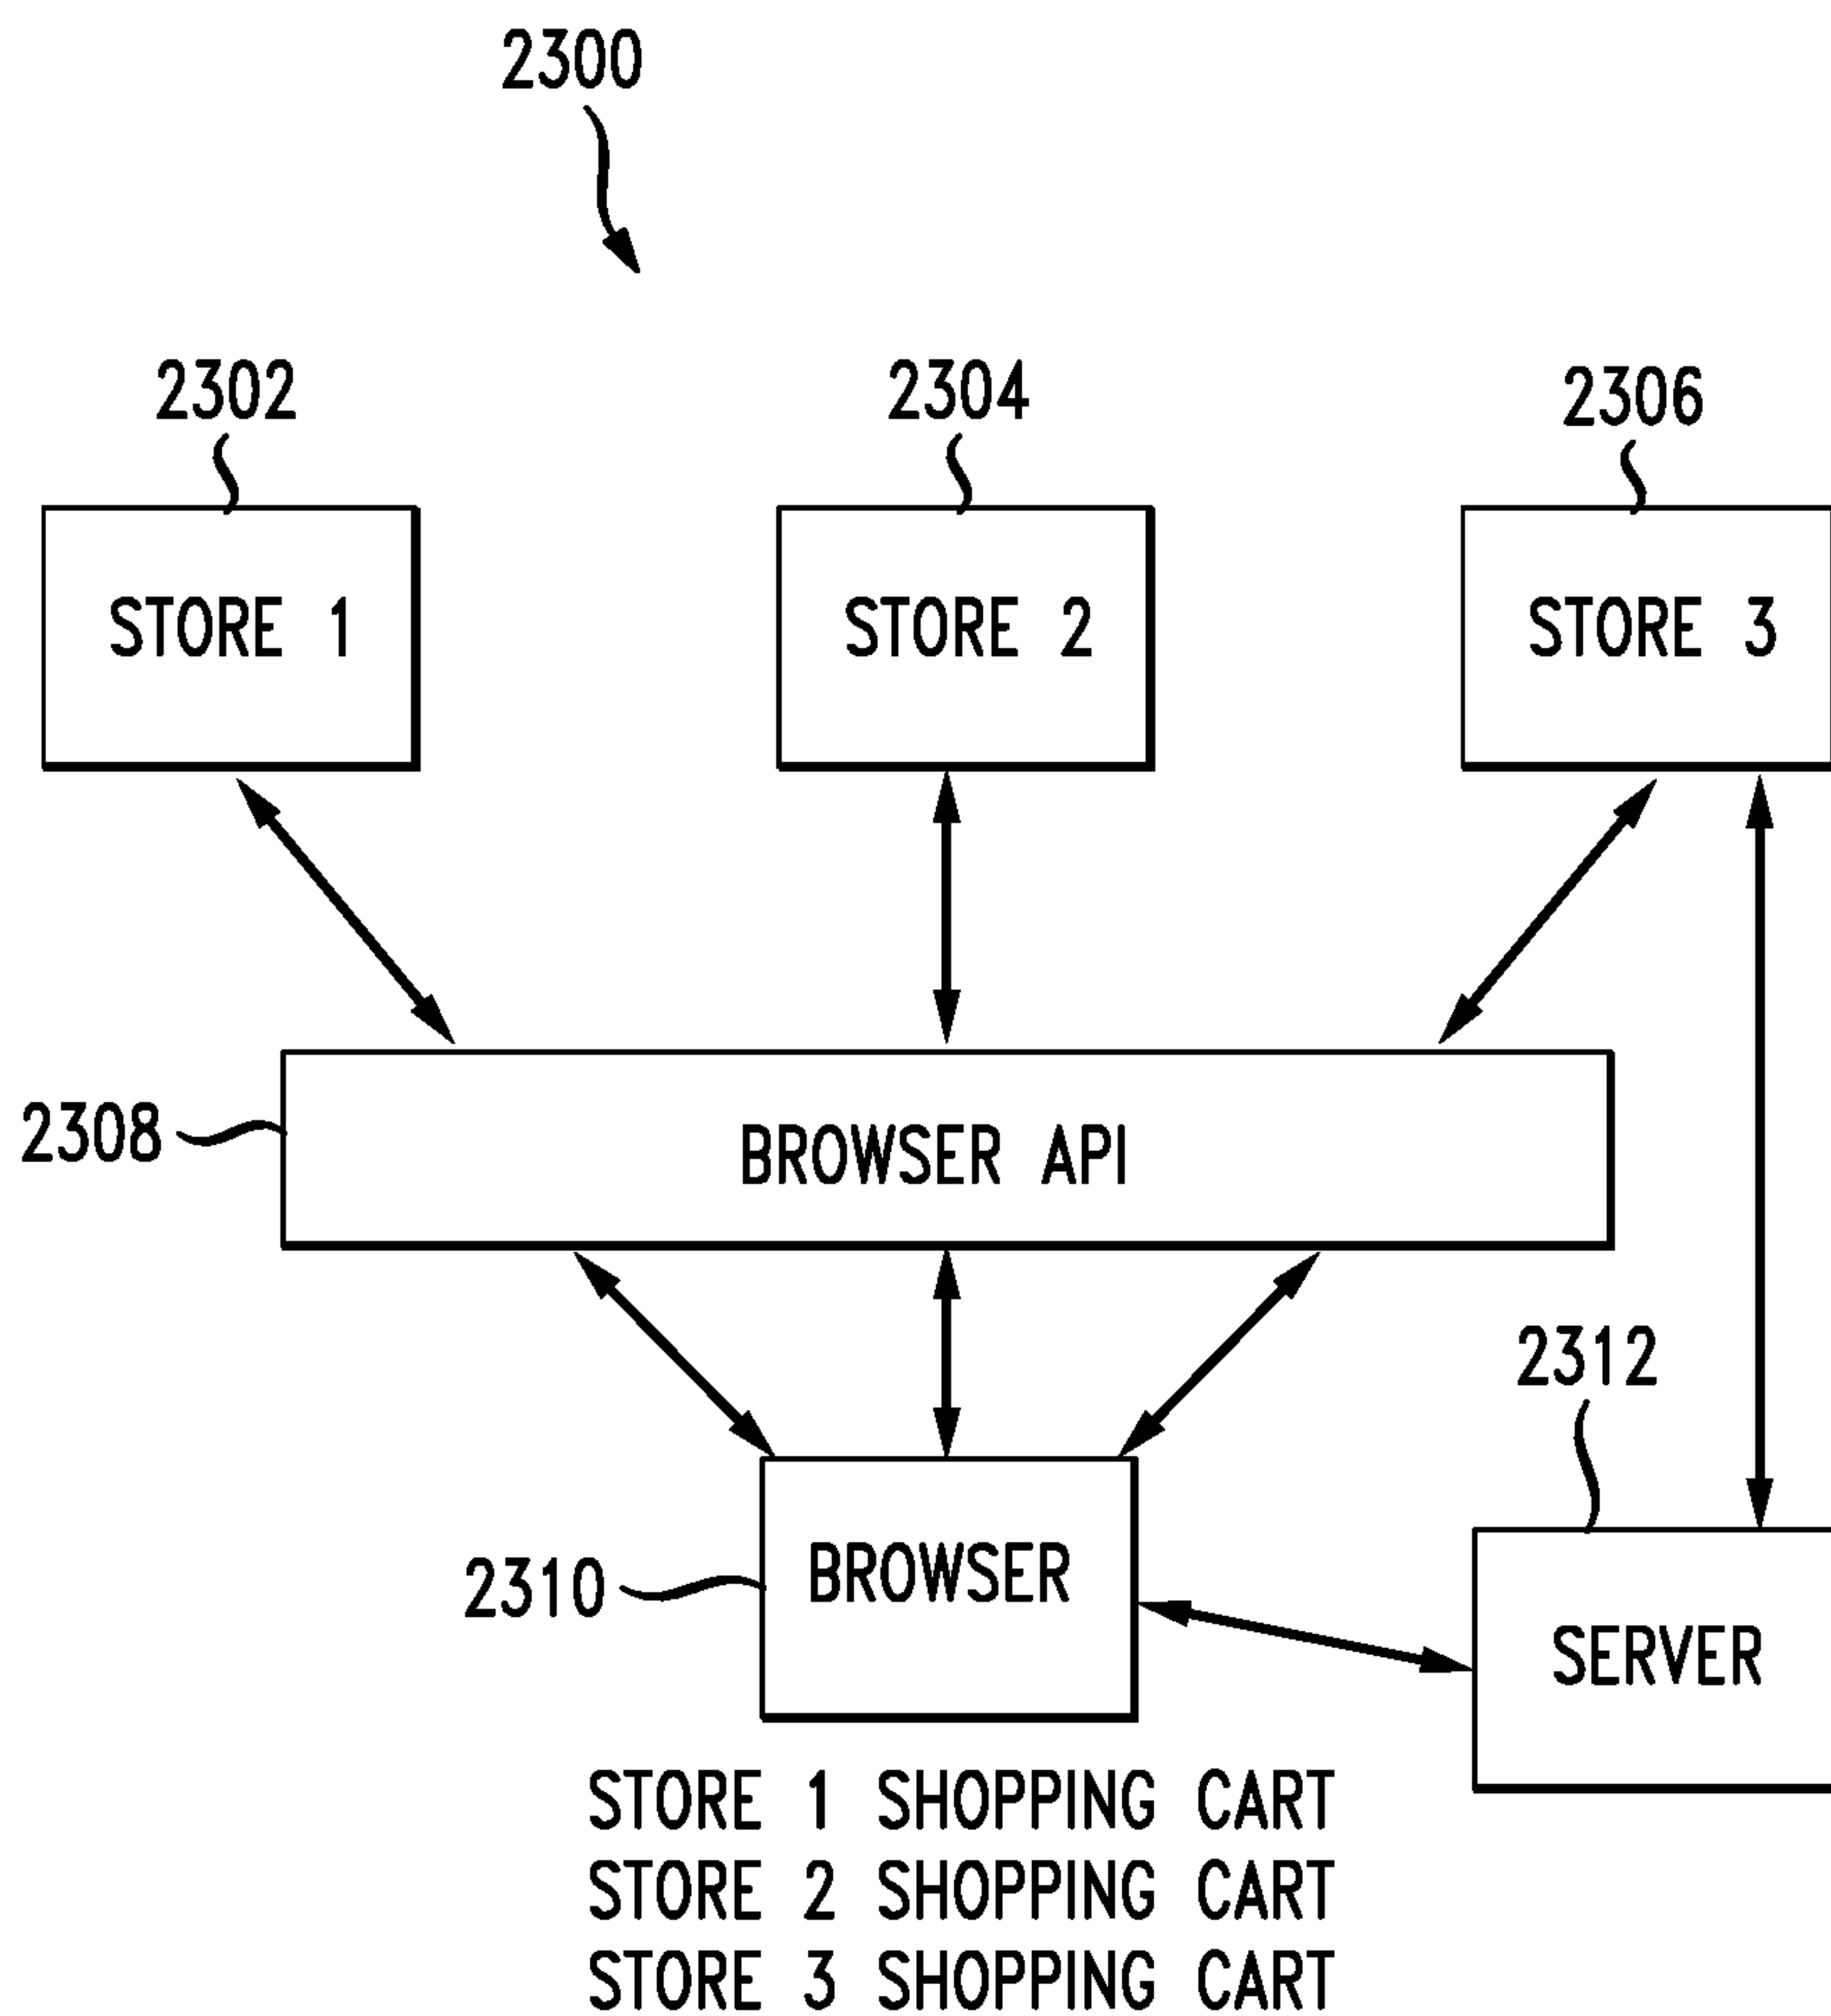 2300
2302
2304
2306
STORE 1
STORE 2
STORE 3
2308
BROWSER API
2312
2310
BROWSER
SERVER
STORE 1 SHOPPING CART
STORE 2 SHOPPING CART
STORE 3 SHOPPING CART